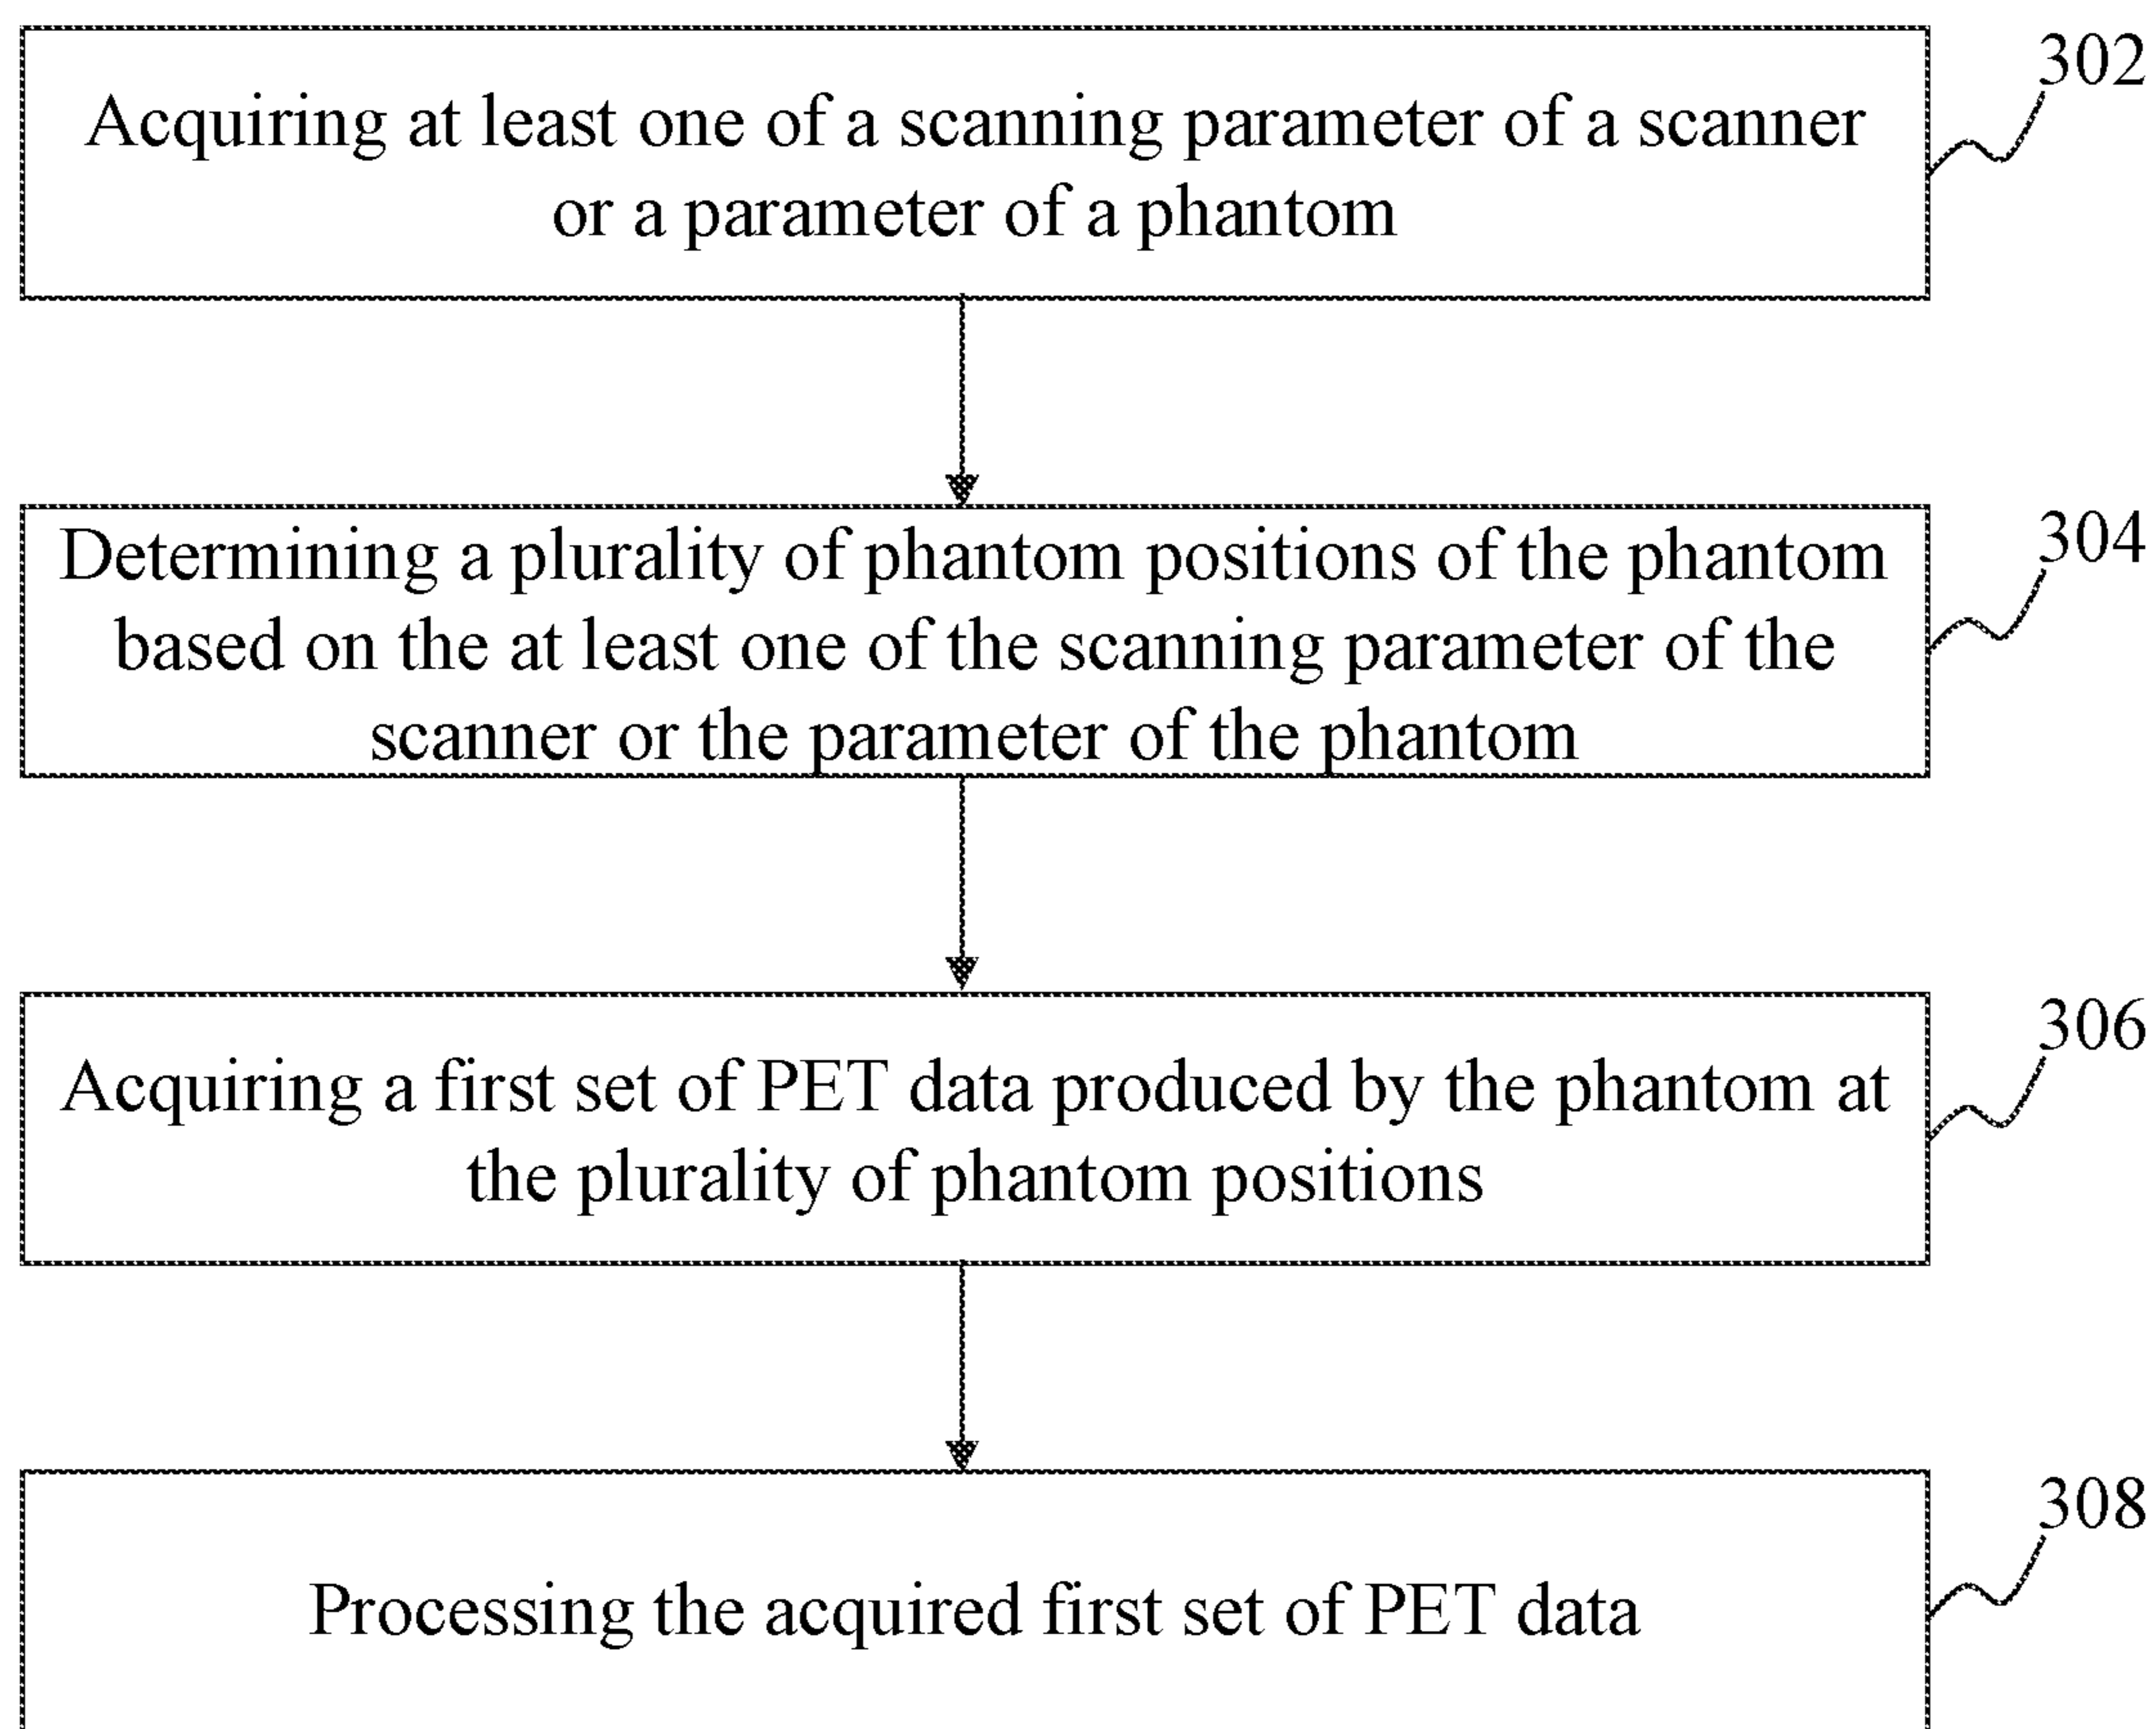 302
Acquiring at least one of a scanning parameter of a scanner
or a parameter of a phantom
304
Determining a plurality of phantom positions of the phantom
based on the at least one of the scanning parameter of the
scanner or the parameter of the phantom
306
Acquiring a first set of PET data produced by the phantom at
the plurality of phantom positions
308
Processing the acquired first set of PET data